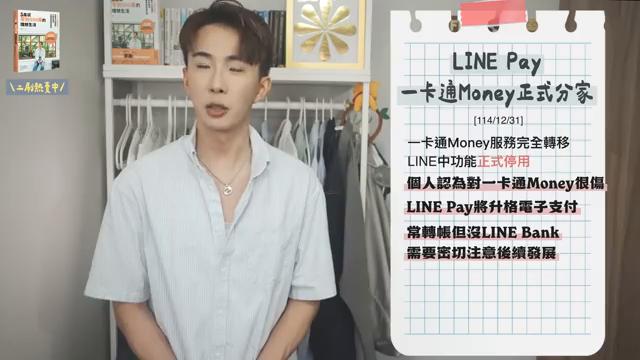 \二刷熱賣中/
LINE Pay
一卡通Money正式分家
[114/12/31]
一卡通Money服務完全轉移
LINE中功能正式停用
個人認為對一卡通Money很傷
LINE Pay將升格電子支付
常轉帳但沒LINE Bank
需要密切注意後續發展